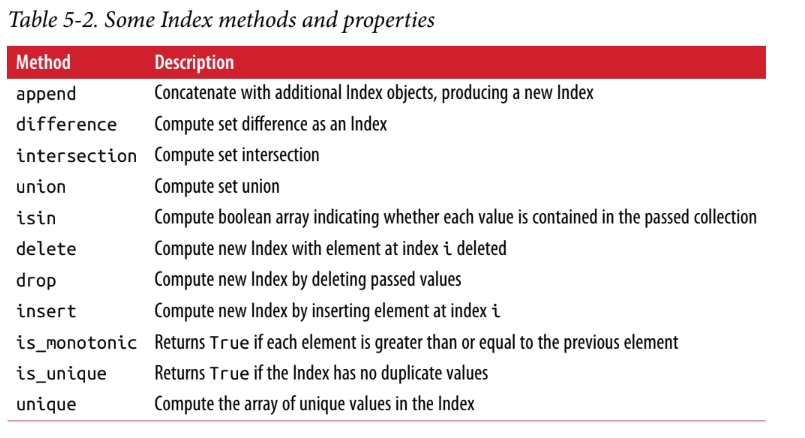 Table 5-2. Some Index methods and properties
Method Description
append Concatenate with additional Index objects, producing a new Index
difference Compute set difference as an Index
intersection Compute set intersection
union Compute set union
isin Compute boolean array indicating whether each value is contained in the passed collection
delete Compute new Index with element at index i deleted
drop Compute new Index by deleting passed values
insert Compute new Index by inserting element at index i
is_monotonic Returns True if each element is greater than or equal to the previous element
is_unique Returns True if the Index has no duplicate values
unique Compute the array of unique values in the Index